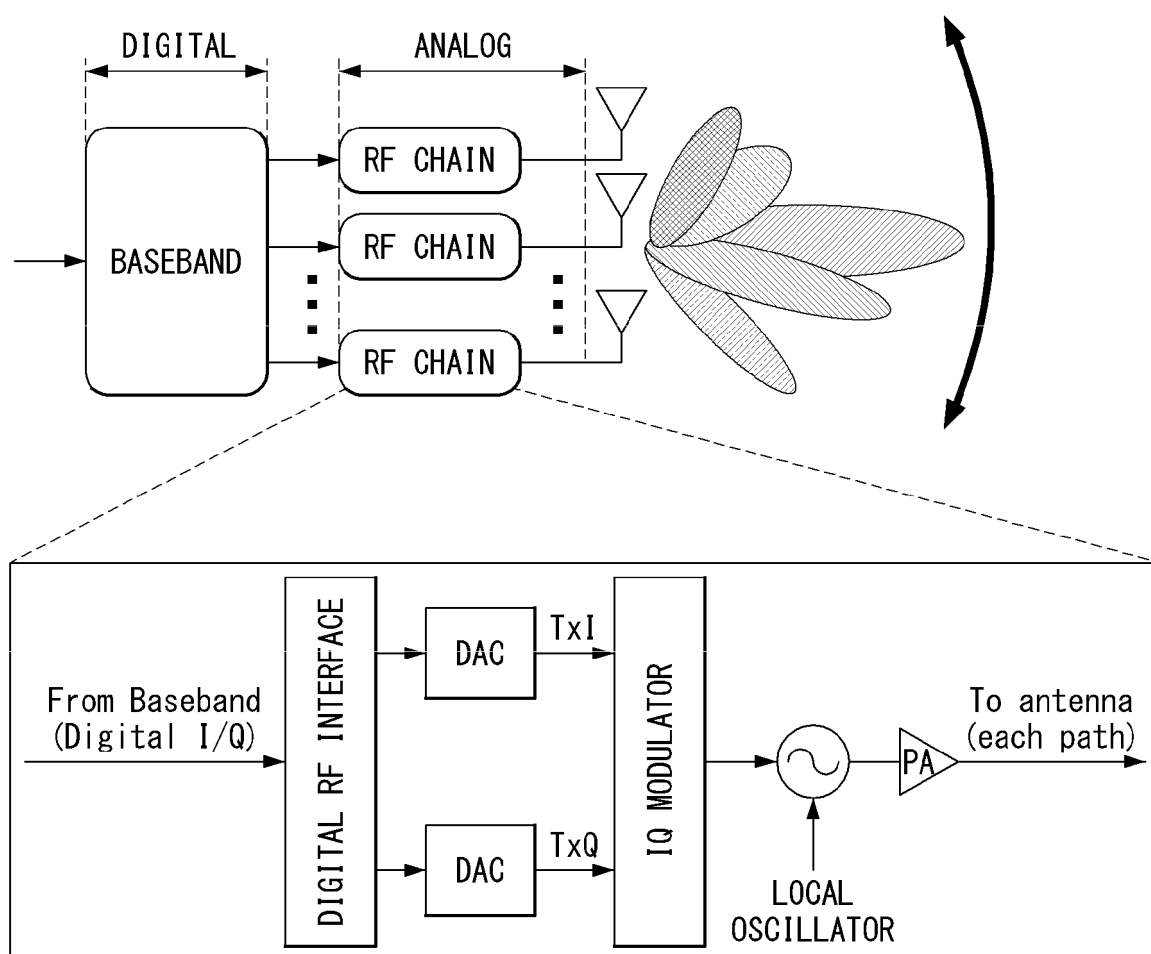 DIGITAL
ANALOG
BASEBAND
RF CHAIN
RF CHAIN
RF CHAIN
From Baseband
(Digital I/Q)
DIGITAL RF INTERFACE
DAC
TxI
DAC
TxQ
IQ MODULATOR
LOCAL
OSCILLATOR
PA
To antenna
(each path)